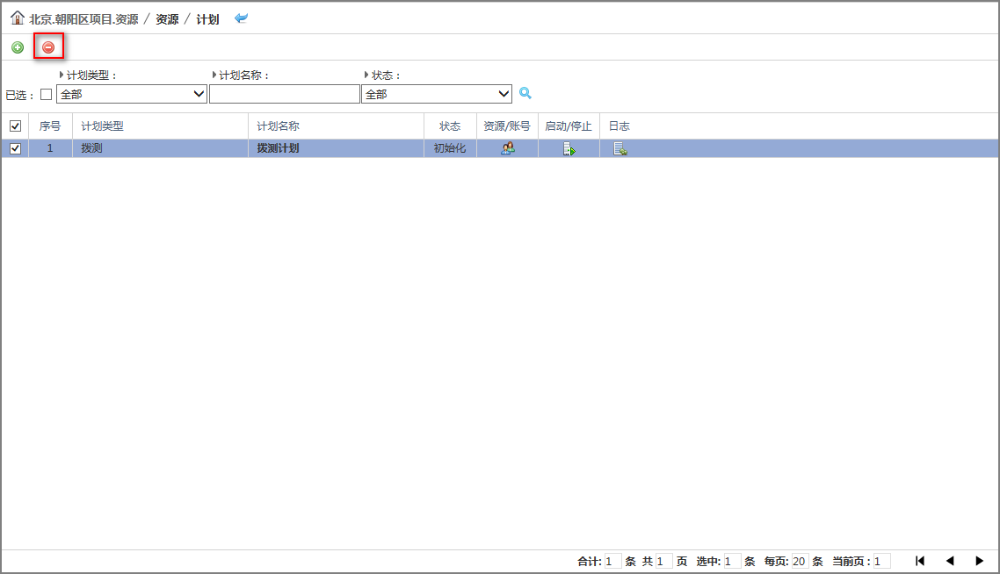 北京.朝阳区项目.资源 / 资源 / 计划
计划类型： 计划名称： 状态：
已选： 全部 全部
序号 计划类型 计划名称 状态 资源/账号 启动/停止 日志
1 拨测 拨测计划 初始化
合计: 1 条 共 1 页 选中: 1 条 每页: 20 条 当前页: 1